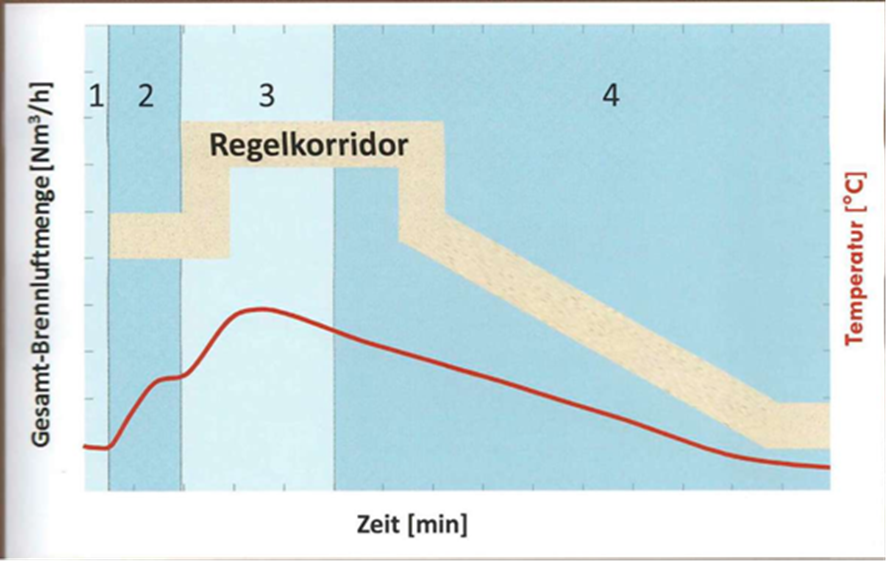 1 2 3 4
Regelkorridor
Gesamt-Brennluftmenge [Nm³/h]
Temperatur [°C]
Zeit [min]